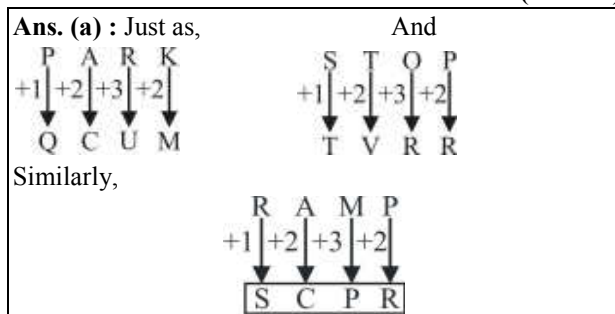 Ans. (a) : Just as, And
P A R K S T O P
+1 +2 +3 +2 +1 +2 +3 +2
Q C U M T V R R
Similarly,
R A M P
+1 +2 +3 +2
S C P R